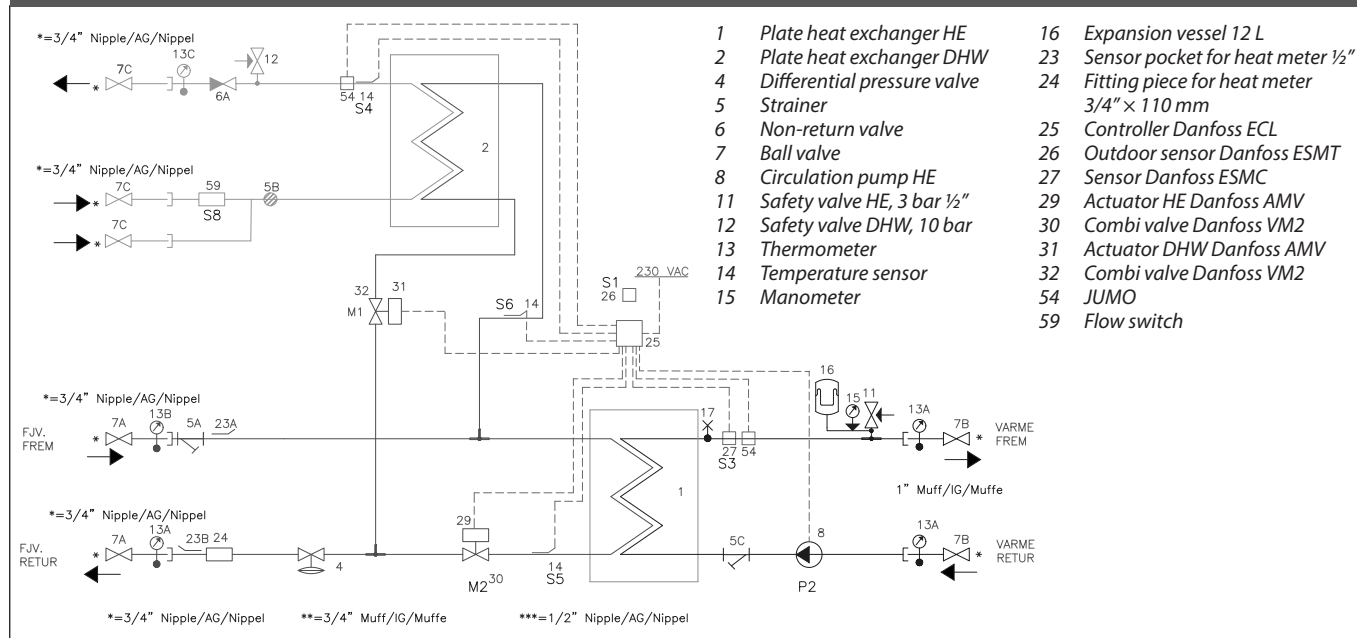 *=3/4" Nipple/AG/Nippel
7C
13C
6A
12
54 14
S4
2
*=3/4" Nipple/AG/Nippel
*
7C
59
S8
5B
*
7C
32
31
M1
S6 14
S1
26
230 VAC
25
*=3/4" Nipple/AG/Nippel
FJV.
FREM
*
7A
13B
5A
23A
17
27 54
S3
16
15
11
13A
7B
*
VARME
FREM
1" Muff/IG/Muffe
1
*=3/4" Nipple/AG/Nippel
FJV.
RETUR
*
7A
13A
23B
24
4
29
M2 30
14
S5
5C
8
P2
13A
7B
*
VARME
RETUR
*=3/4" Nipple/AG/Nippel
**=3/4" Muff/IG/Muffe
***=1/2" Nipple/AG/Nippel
1 Plate heat exchanger HE
2 Plate heat exchanger DHW
4 Differential pressure valve
5 Strainer
6 Non-return valve
7 Ball valve
8 Circulation pump HE
11 Safety valve HE, 3 bar ½"
12 Safety valve DHW, 10 bar
13 Thermometer
14 Temperature sensor
15 Manometer
16 Expansion vessel 12 L
23 Sensor pocket for heat meter ½"
24 Fitting piece for heat meter
3/4" × 110 mm
25 Controller Danfoss ECL
26 Outdoor sensor Danfoss ESMT
27 Sensor Danfoss ESMC
29 Actuator HE Danfoss AMV
30 Combi valve Danfoss VM2
31 Actuator DHW Danfoss AMV
32 Combi valve Danfoss VM2
54 JUMO
59 Flow switch